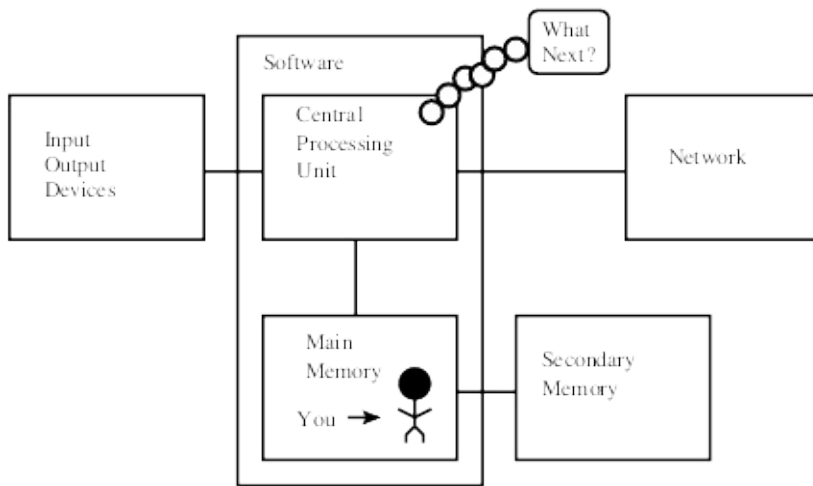 What
Next?
Software
Input
Output
Devices
Central
Processing
Unit
Network
Main
Memory
You
Secondary
Memory